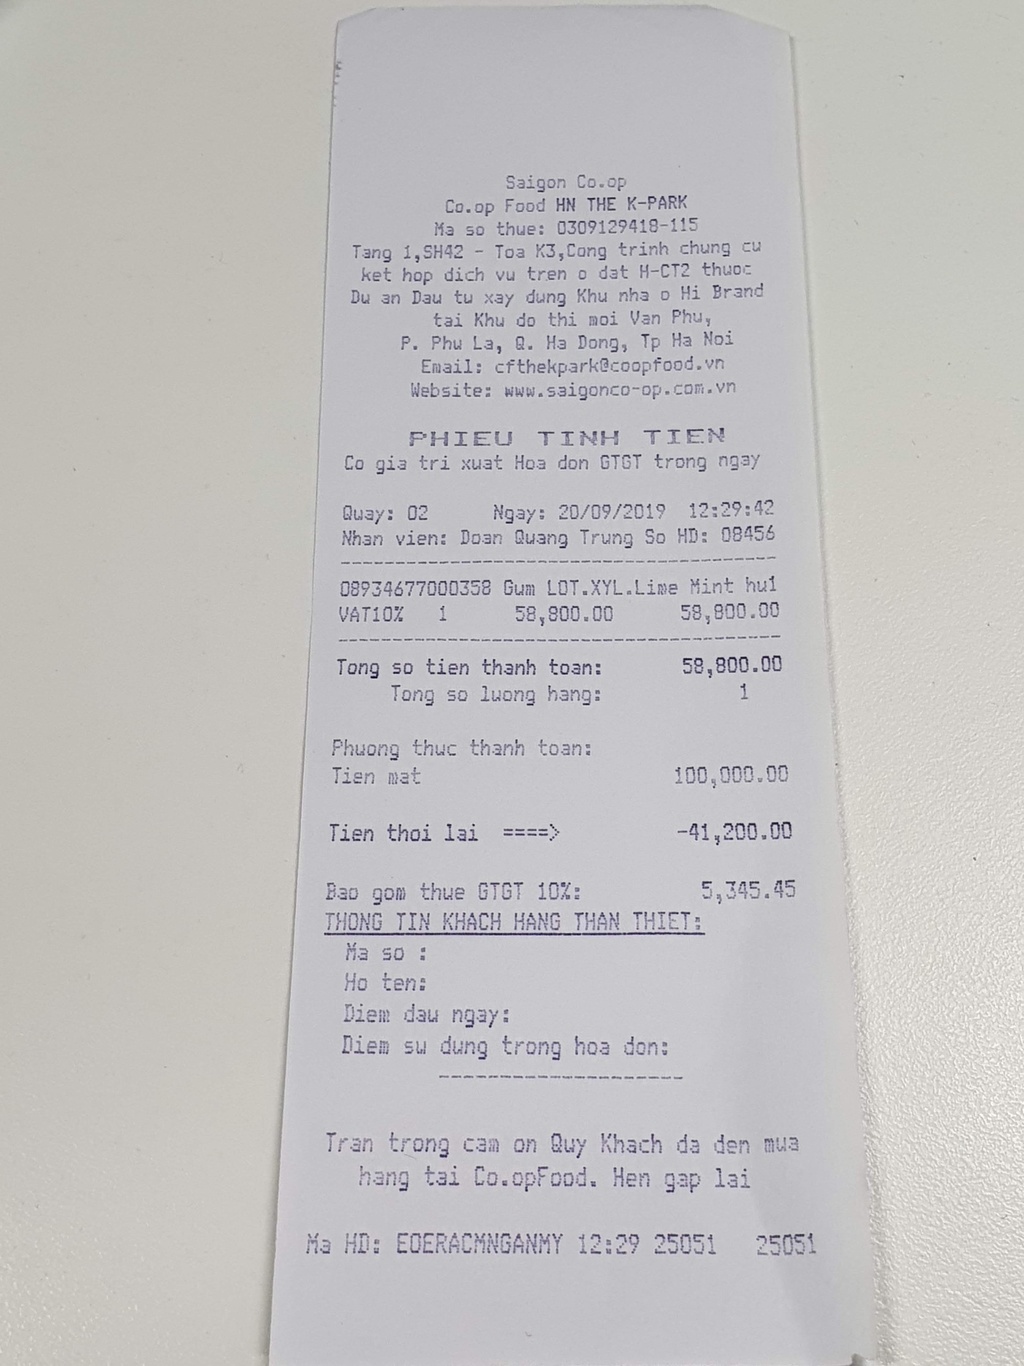 Saigon Co.op
Co.op Food HN THE K-PARK
Ma so thue: 0309129418-115
Tang 1,SH42 - Toa K3,Cong trinh chung cu
ket hop dich vu tren o dat H-CT2 thuoc
Du an Dau tu xay dung Khu nha o Hi Brand
tai Khu do thi moi Van Phu,
P. Phu La, Q. Ha Dong, Tp Ha Noi
Email: cfthekpark@coopfood.vn
Website: www.saigonco-op.com.vn
PHIEU TINH TIEN
Co gia tri xuat Hoa don GTGT trong ngay
Quay: 02 Ngay: 20/09/2019 12:29:42
Nhan vien: Doan Quang Trung So HD: 08456
----------------------------------------
08934677000358 Gum LOT.XYL.Lime Mint hu1
VAT10% 1 58,800.00 58,800.00
----------------------------------------
Tong so tien thanh toan: 58,800.00
Tong so luong hang: 1
Phuong thuc thanh toan:
Tien mat 100,000.00
Tien thoi lai ====> -41,200.00
Bao gom thue GTGT 10%: 5,345.45
THONG TIN KHACH HANG THAN THIET:
Ma so :
Ho ten:
Diem dau ngay:
Diem su dung trong hoa don:
--------------------
Tran trong cam on Quy Khach da den mua
hang tai Co.opFood. Hen gap lai
Ma HD: EOERACMNGANMY 12:29 25051 25051